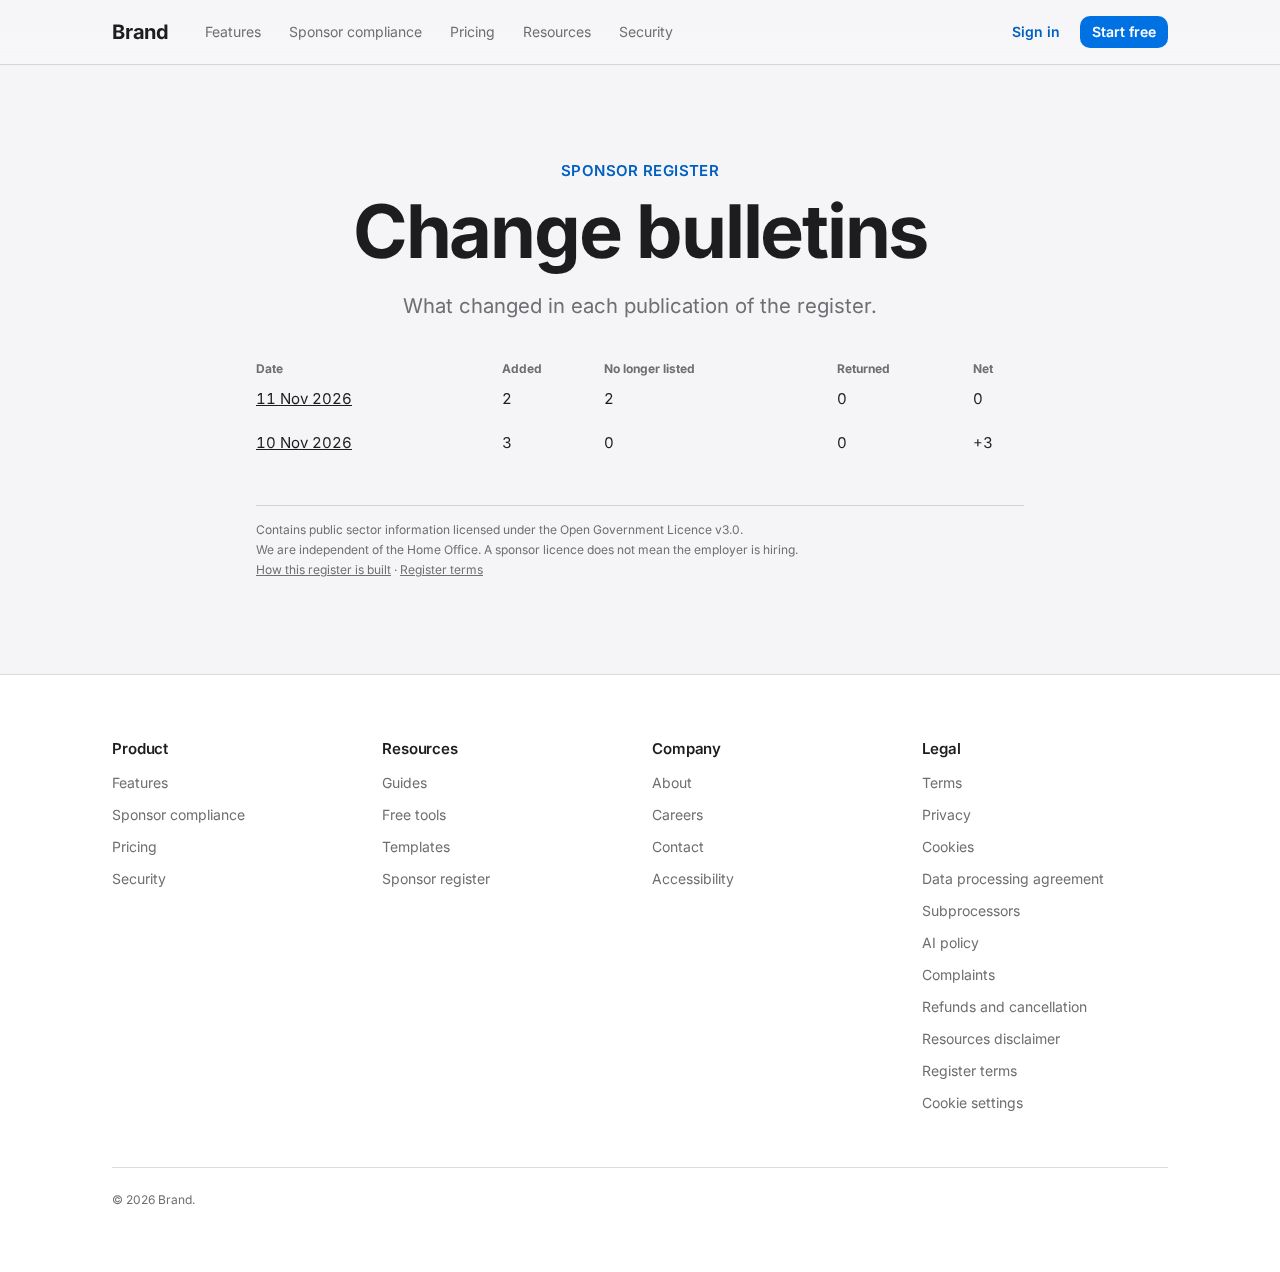 Brand Features Sponsor compliance Pricing Resources Security Sign in Start free
SPONSOR REGISTER
Change bulletins
What changed in each publication of the register.
Date Added No longer listed Returned Net
11 Nov 2026 2 2 0 0
10 Nov 2026 3 0 0 +3
Contains public sector information licensed under the Open Government Licence v3.0.
We are independent of the Home Office. A sponsor licence does not mean the employer is hiring.
How this register is built · Register terms
Product
Features
Sponsor compliance
Pricing
Security
Resources
Guides
Free tools
Templates
Sponsor register
Company
About
Careers
Contact
Accessibility
Legal
Terms
Privacy
Cookies
Data processing agreement
Subprocessors
AI policy
Complaints
Refunds and cancellation
Resources disclaimer
Register terms
Cookie settings
© 2026 Brand.